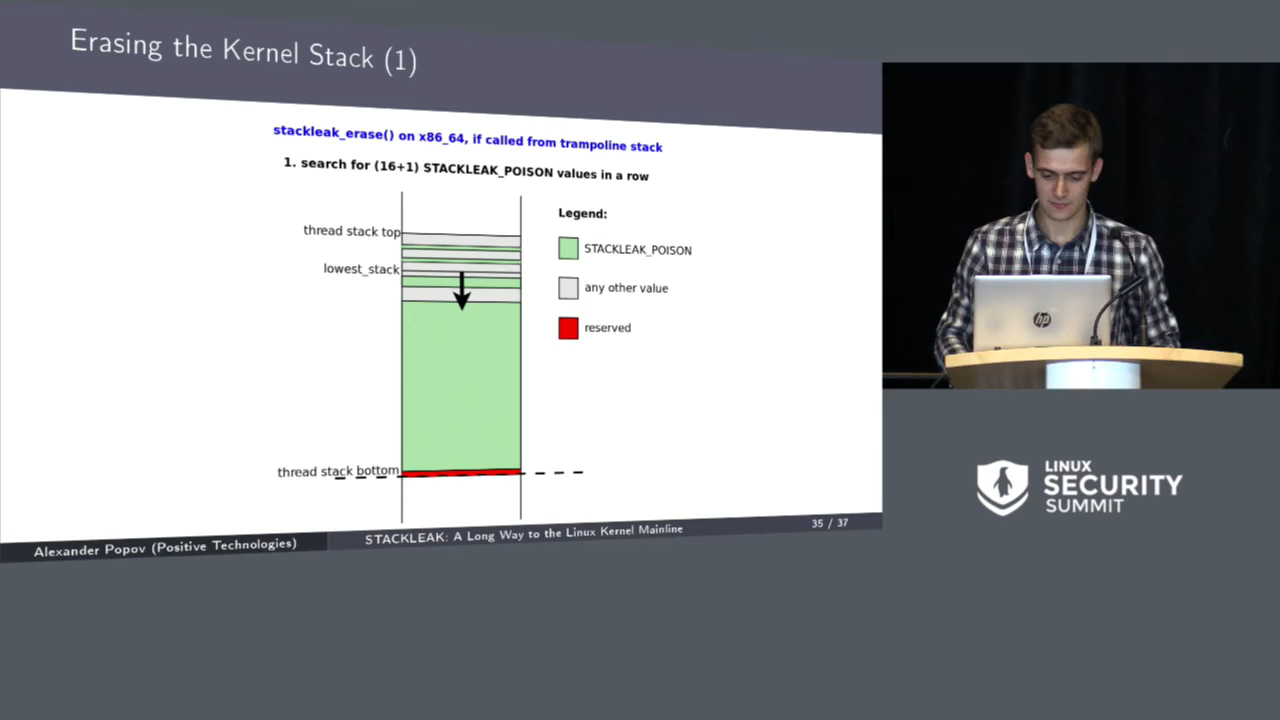 Erasing the Kernel Stack (1)
stackleak_erase() on x86_64, if called from trampoline stack
1. search for (16+1) STACKLEAK_POISON values in a row
thread stack top
lowest_stack
thread stack bottom
Legend:
STACKLEAK_POISON
any other value
reserved
Alexander Popov (Positive Technologies)
STACKLEAK: A Long Way to the Linux Kernel Mainline
35 / 37
hp
LINUX
SECURITY
SUMMIT